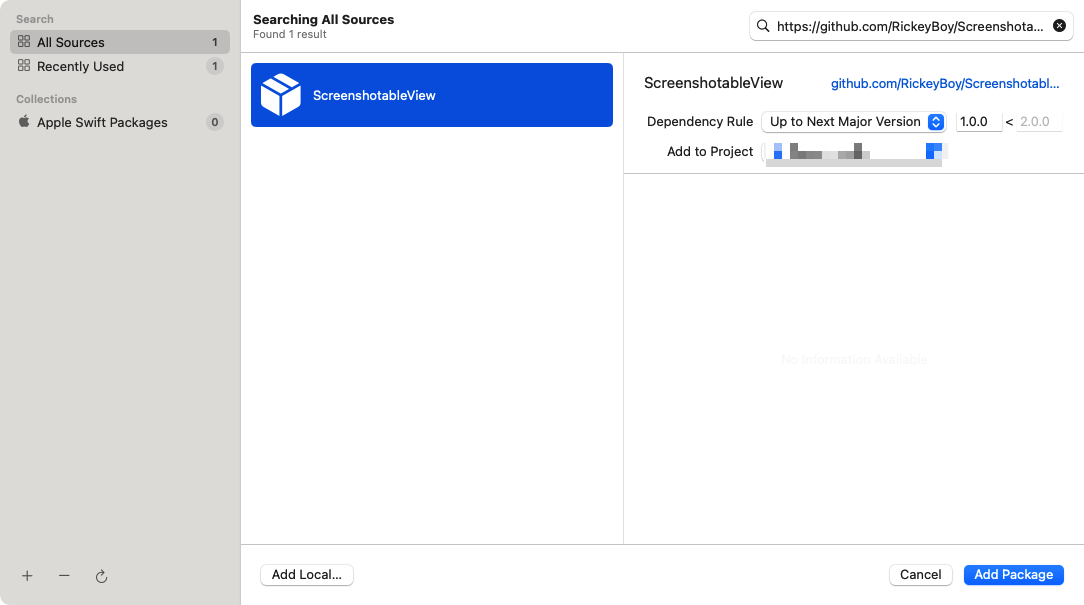 Search
All Sources 1
Recently Used 1
Collections
Apple Swift Packages 0
Searching All Sources
Found 1 result
https://github.com/RickeyBoy/Screenshota...
ScreenshotableView
ScreenshotableView github.com/RickeyBoy/Screenshotabl...
Dependency Rule Up to Next Major Version 1.0.0 < 2.0.0
Add to Project
No Information Available
Add Local... Cancel Add Package